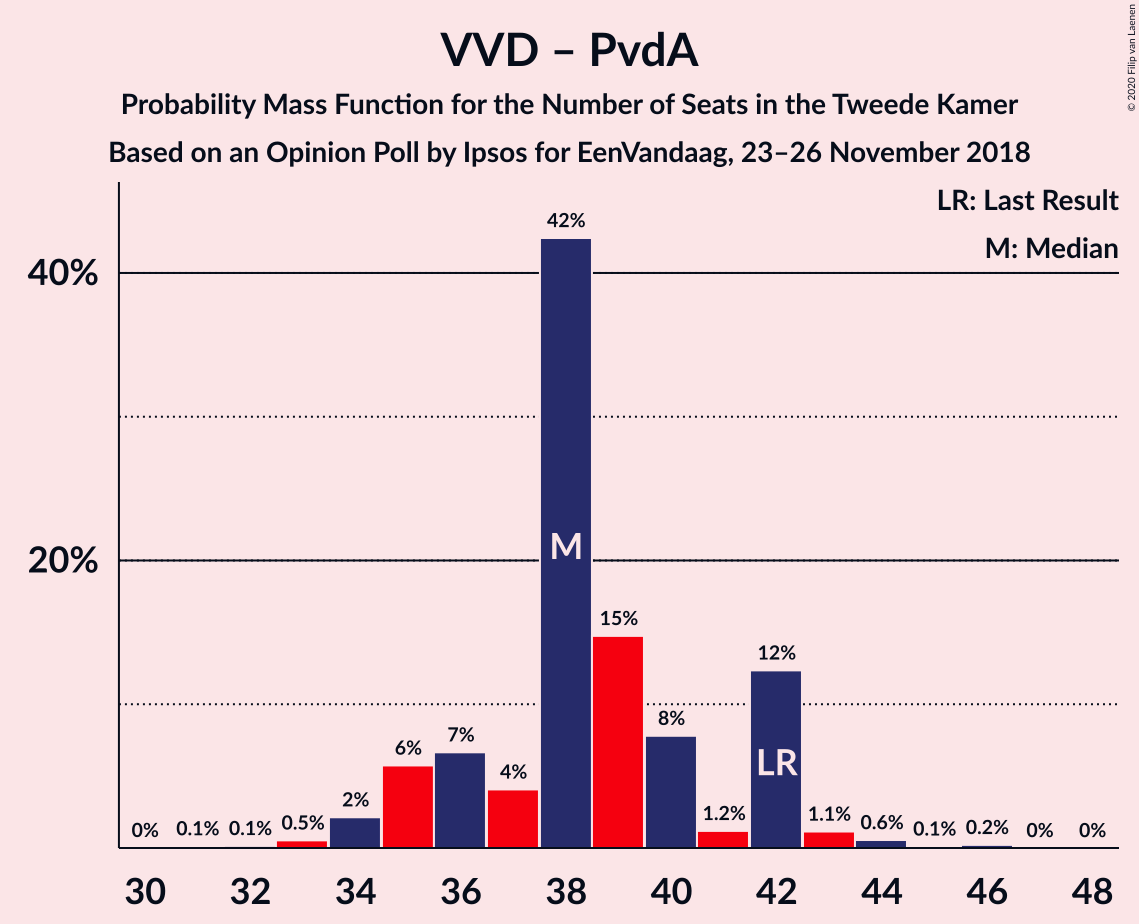 VVD – PvdA
Probability Mass Function for the Number of Seats in the Tweede Kamer
Based on an Opinion Poll by Ipsos for EenVandaag, 23–26 November 2018
© 2020 Filip van Laenen
LR: Last Result
M: Median
40%
20%
0%
0.1%
0.1%
0.5%
2%
6%
7%
4%
42%
15%
8%
1.2%
12%
1.1%
0.6%
0.1%
0.2%
0%
0%
M
LR
30 32 34 36 38 40 42 44 46 48